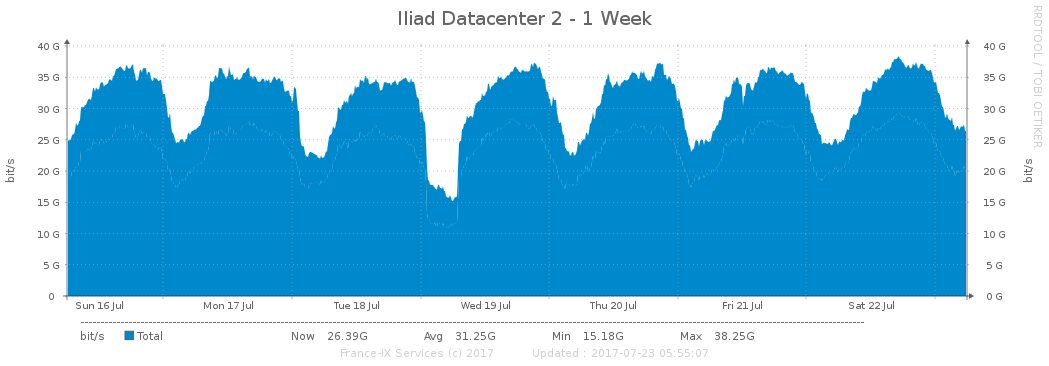 Iliad Datacenter 2 - 1 Week
RRDTOOL / TOBI OETIKER
40 G 40 G
35 G 35 G
30 G 30 G
25 G 25 G
20 G 20 G
15 G 15 G
10 G 10 G
5 G 5 G
0 0 G
bit/s bit/s
Sun 16 Jul Mon 17 Jul Tue 18 Jul Wed 19 Jul Thu 20 Jul Fri 21 Jul Sat 22 Jul
bit/s Total Now 26.39G Avg 31.25G Min 15.18G Max 38.25G
France-IX Services (c) 2017 Updated : 2017-07-23 05:55:07